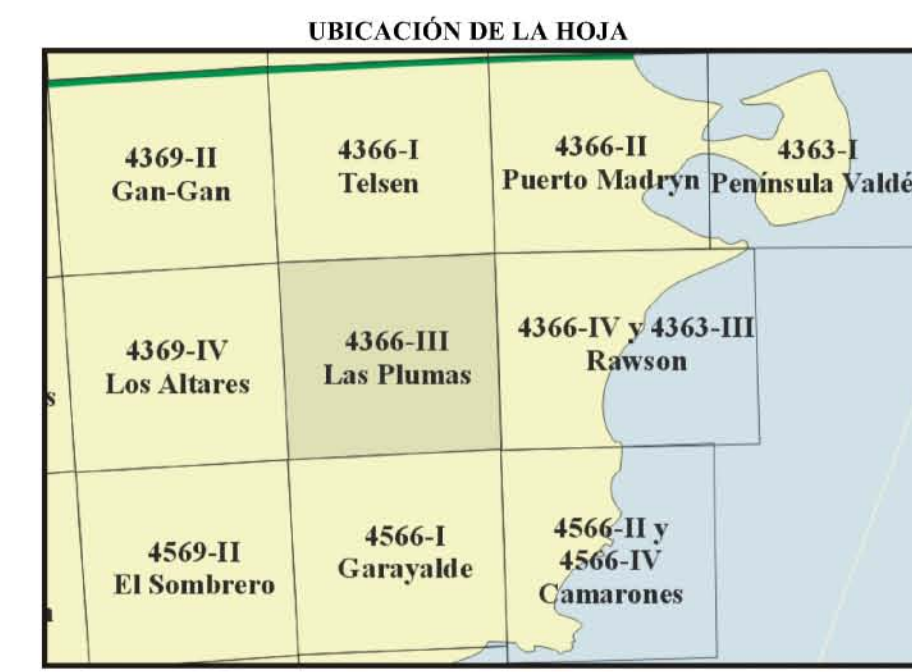 UBICACIÓN DE LA HOJA
4369-II
Gan-Gan
4366-I
Telsen
4366-II
Puerto Madryn
4363-I
Península Valdé
4369-IV
Los Altares
4366-III
Las Plumas
4366-IV y 4363-III
Rawson
s
4569-II
El Sombrero
4566-I
Garayalde
4566-II y
4566-IV
Camarones